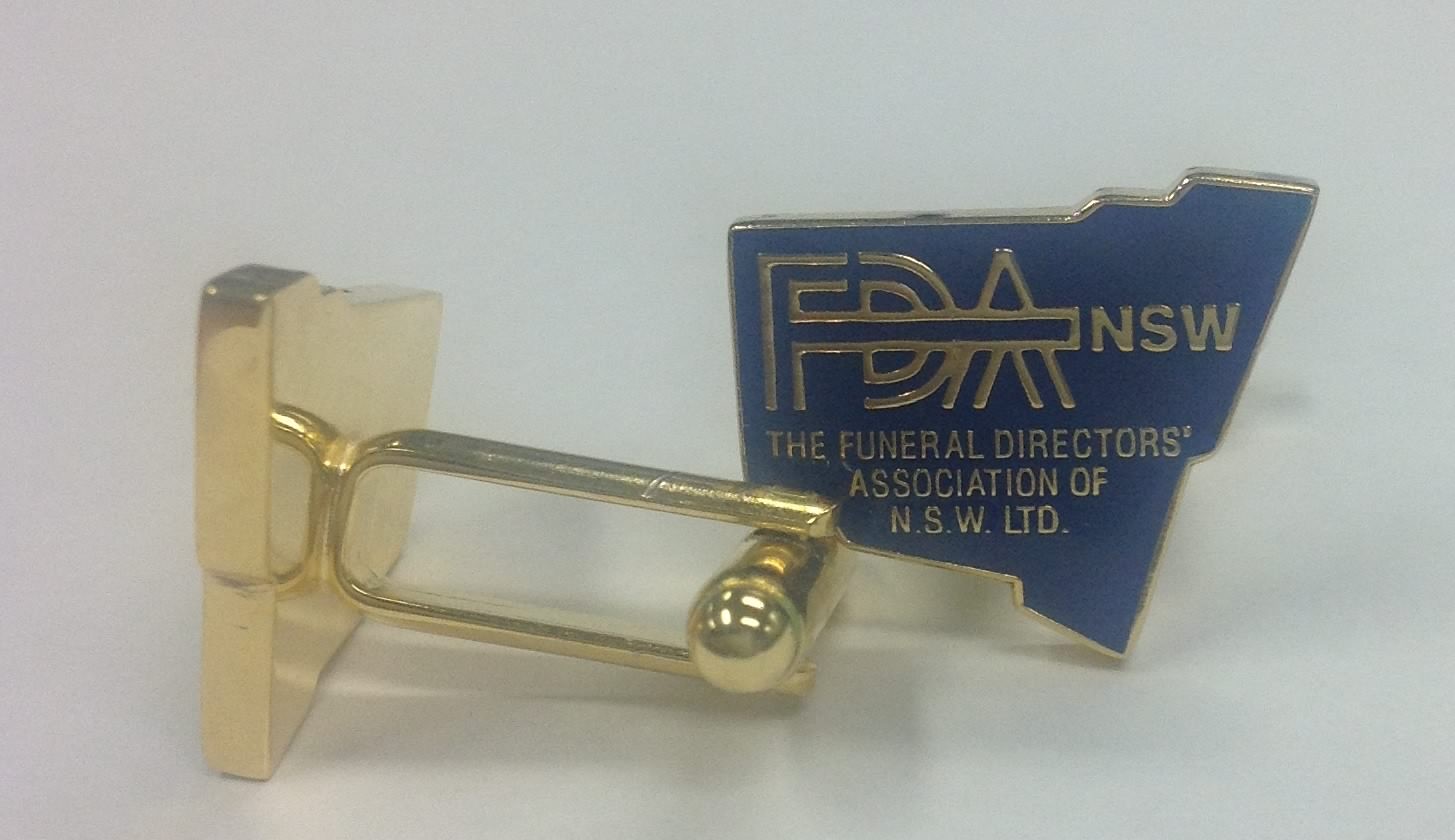 FDA NSW
THE FUNERAL DIRECTORS'
ASSOCIATION OF
N.S.W. LTD.